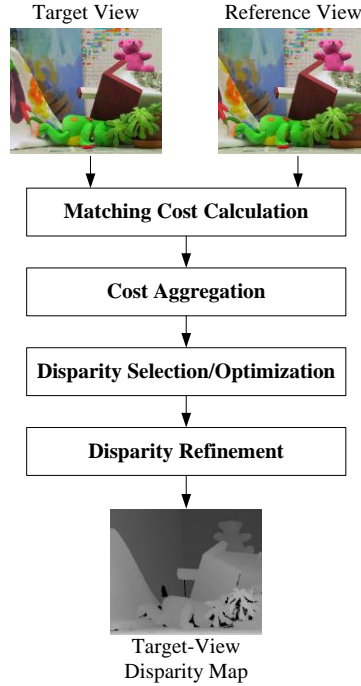 Target View
Reference View
Matching Cost Calculation
Cost Aggregation
Disparity Selection/Optimization
Disparity Refinement
Target-View
Disparity Map